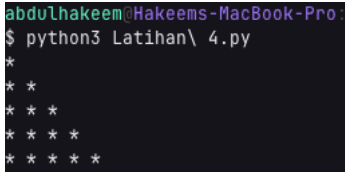 abdulhakeem@Hakeems-MacBook-Pro:
$ python3 Latihan\ 4.py
*
* *
* * *
* * * *
* * * * *